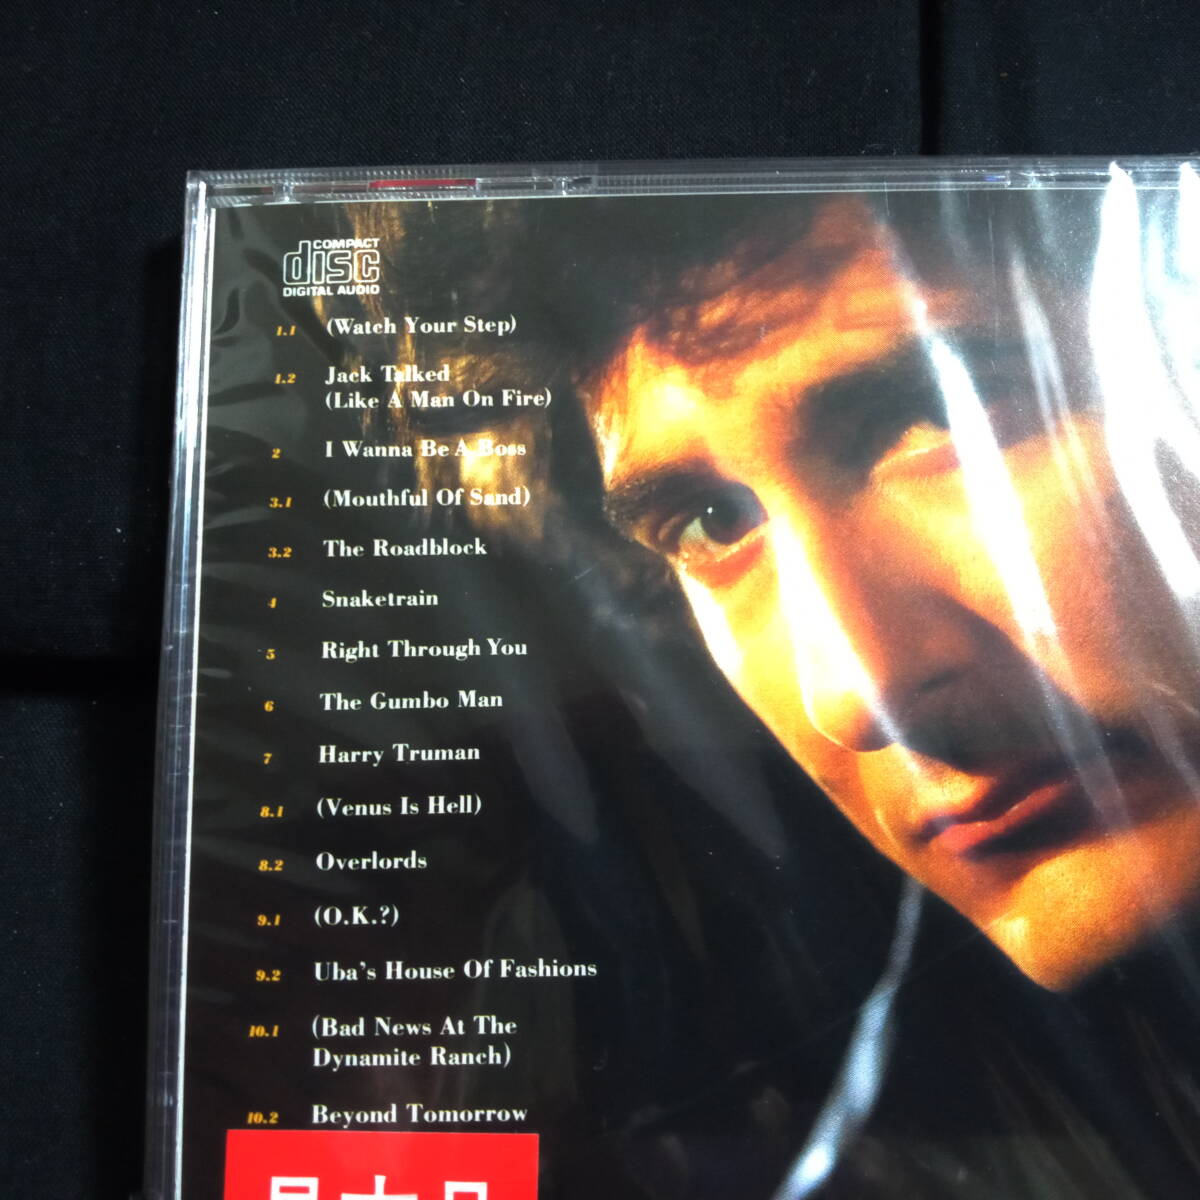 COMPACT
disc
DIGITAL AUDIO
1.1 (Watch Your Step)
1.2 Jack Talked
(Like A Man On Fire)
2 I Wanna Be A Boss
3.1 (Mouthful Of Sand)
3.2 The Roadblock
4 Snaketrain
5 Right Through You
6 The Gumbo Man
7 Harry Truman
8.1 (Venus Is Hell)
8.2 Overlords
9.1 (O.K.?)
9.2 Uba's House Of Fashions
10.1 (Bad News At The
Dynamite Ranch)
10.2 Beyond Tomorrow